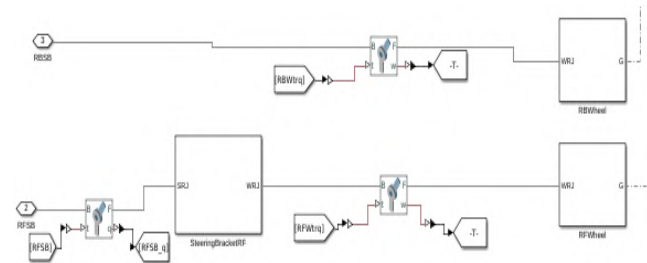 3
RBSB
B F
t w
[RBWtrq]
-T-
WRJ G
RBWheel
2
RFSB
B F
t q
[RFSB]
[RFSB_q]
SRJ WRJ
SteeringBracketRF
B F
t w
[RFWtrq]
-T-
WRJ G
RFWheel